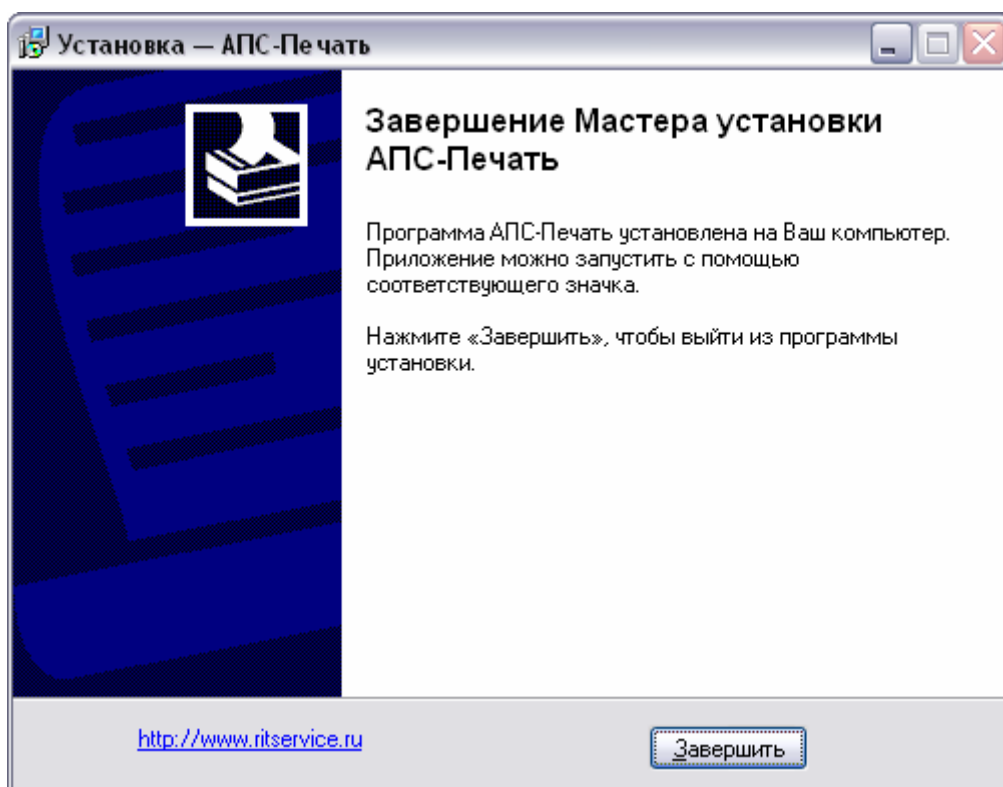 Установка — АПС-Печать
Завершение Мастера установки
АПС-Печать
Программа АПС-Печать установлена на Ваш компьютер.
Приложение можно запустить с помощью
соответствующего значка.
Нажмите «Завершить», чтобы выйти из программы
установки.
http://www.ritservice.ru
Завершить